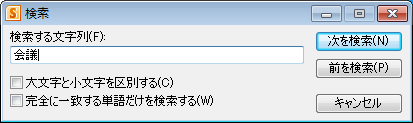 検索
検索する文字列(F):
会議
次を検索(N)
前を検索(P)
大文字と小文字を区別する(C)
完全に一致する単語だけを検索する(W)
キャンセル